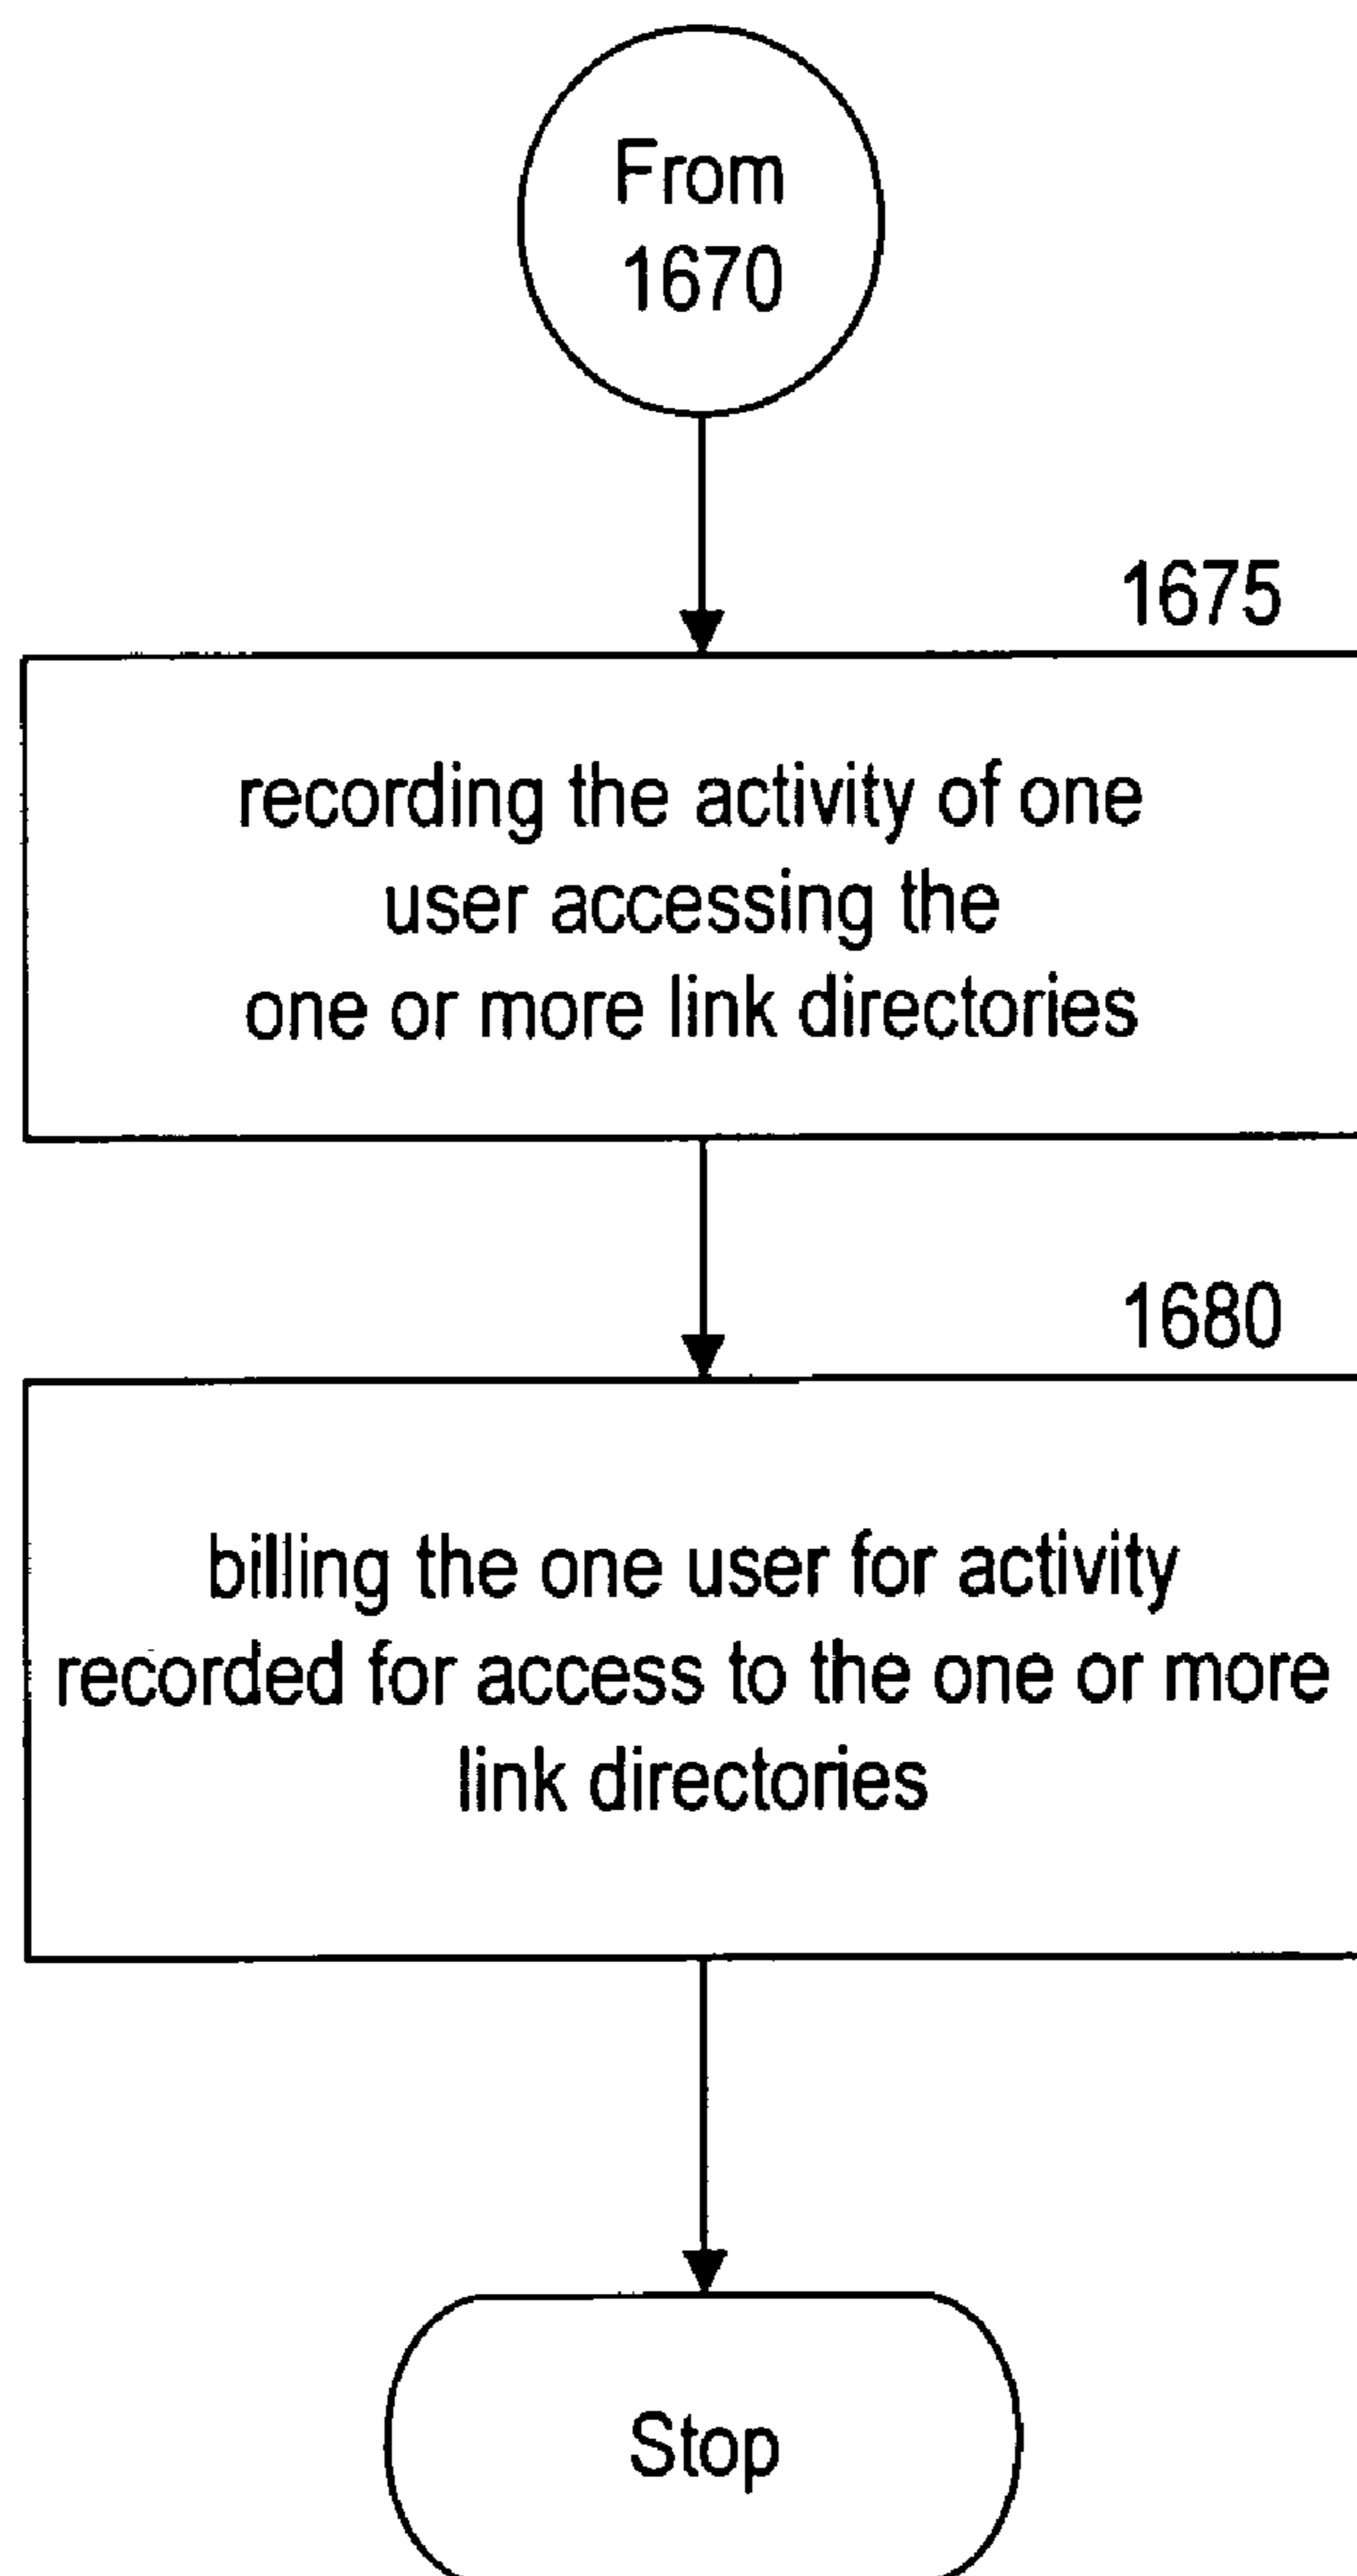 From
1670
1675
recording the activity of one
user accessing the
one or more link directories
1680
billing the one user for activity
recorded for access to the one or more
link directories
Stop